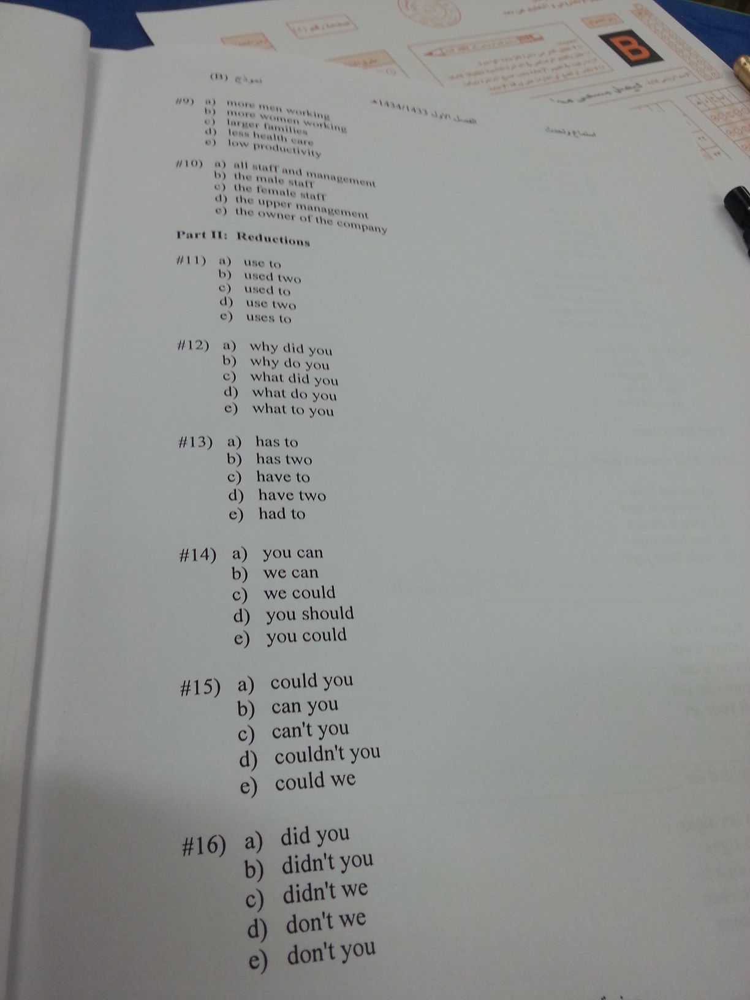 B
نموذج (B)
الفصل الأول 1434/1433هـ
استماع وتحدث
#9) a) more men working
b) more women working
c) larger families
d) less health care
e) low productivity
#10) a) all staff and management
b) the male staff
c) the female staff
d) the upper management
e) the owner of the company
Part II: Reductions
#11) a) use to
b) used two
c) used to
d) use two
e) uses to
#12) a) why did you
b) why do you
c) what did you
d) what do you
e) what to you
#13) a) has to
b) has two
c) have to
d) have two
e) had to
#14) a) you can
b) we can
c) we could
d) you should
e) you could
#15) a) could you
b) can you
c) can't you
d) couldn't you
e) could we
#16) a) did you
b) didn't you
c) didn't we
d) don't we
e) don't you